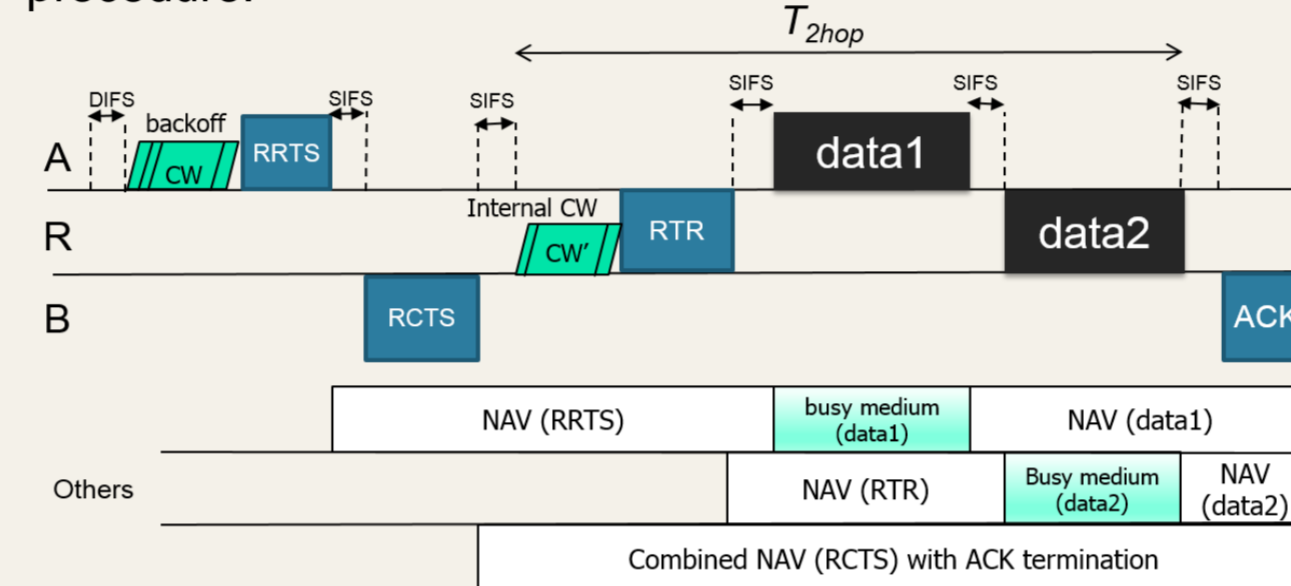 procedure.
T2hop
DIFS
SIFS
SIFS
SIFS
SIFS
SIFS
backoff
A
CW
RRTS
data1
Internal CW
R
CW’
RTR
data2
B
RCTS
ACK
NAV (RRTS)
busy medium
(data1)
NAV (data1)
Others
NAV (RTR)
Busy medium
(data2)
NAV
(data2)
Combined NAV (RCTS) with ACK termination